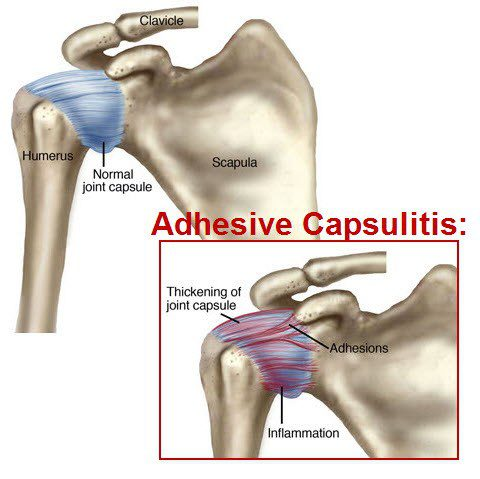 Clavicle
Humerus
Normal
joint capsule
Scapula
Adhesive Capsulitis:
Thickening of
joint capsule
Adhesions
Inflammation